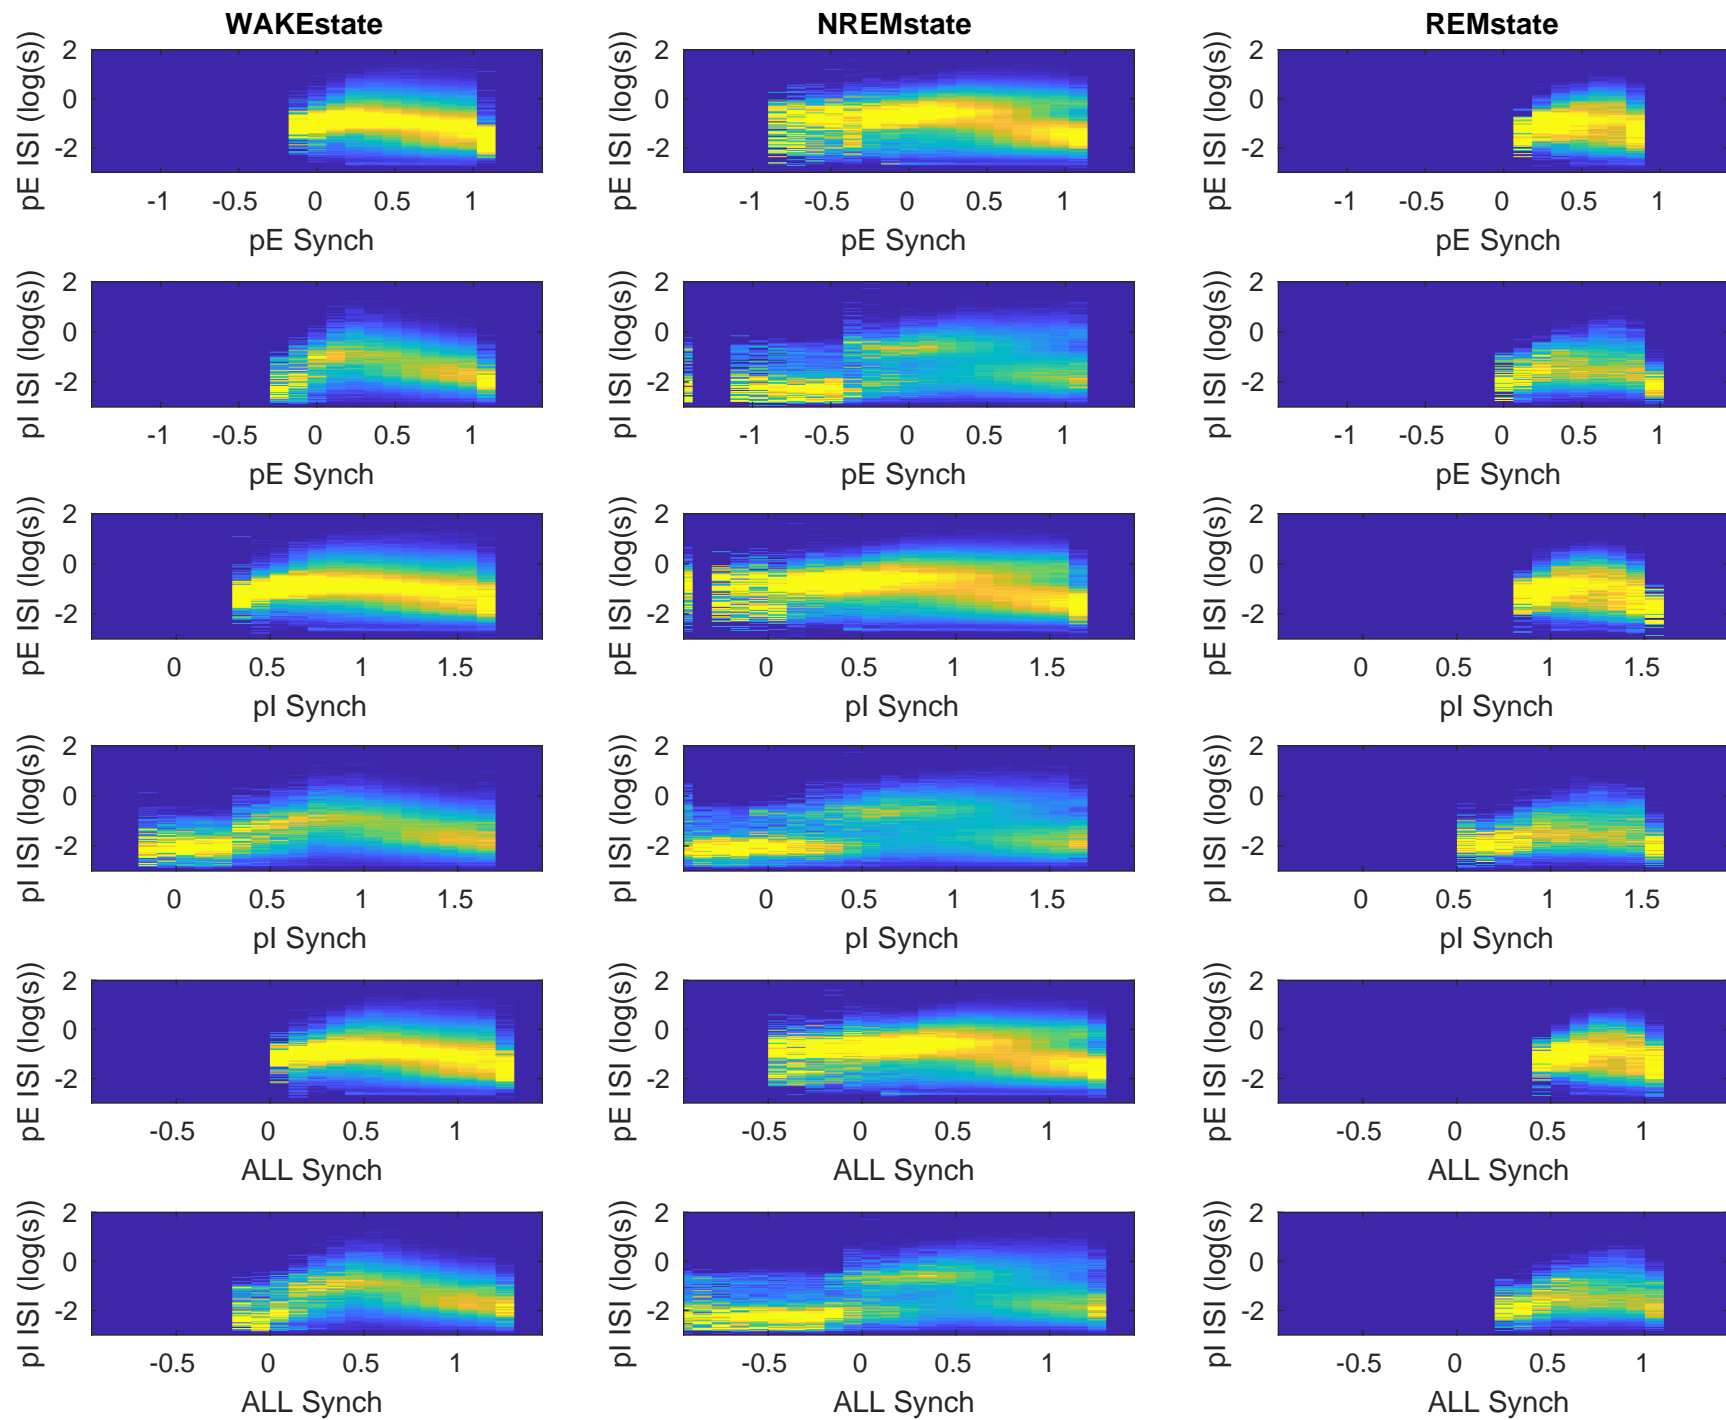 WAKEstate NREMstate REMstate
pE ISI (log(s)) 2 0 -2 pE ISI (log(s)) 2 0 -2 pE ISI (log(s)) 2 0 -2
-1 -0.5 0 0.5 1 -1 -0.5 0 0.5 1 -1 -0.5 0 0.5 1
pE Synch pE Synch pE Synch
pI ISI (log(s)) 2 0 -2 pI ISI (log(s)) 2 0 -2 pI ISI (log(s)) 2 0 -2
-1 -0.5 0 0.5 1 -1 -0.5 0 0.5 1 -1 -0.5 0 0.5 1
pE Synch pE Synch pE Synch
pE ISI (log(s)) 2 0 -2 pE ISI (log(s)) 2 0 -2 pE ISI (log(s)) 2 0 -2
0 0.5 1 1.5 0 0.5 1 1.5 0 0.5 1 1.5
pI Synch pI Synch pI Synch
pI ISI (log(s)) 2 0 -2 pI ISI (log(s)) 2 0 -2 pI ISI (log(s)) 2 0 -2
0 0.5 1 1.5 0 0.5 1 1.5 0 0.5 1 1.5
pI Synch pI Synch pI Synch
pE ISI (log(s)) 2 0 -2 pE ISI (log(s)) 2 0 -2 pE ISI (log(s)) 2 0 -2
-0.5 0 0.5 1 -0.5 0 0.5 1 -0.5 0 0.5 1
ALL Synch ALL Synch ALL Synch
pI ISI (log(s)) 2 0 -2 pI ISI (log(s)) 2 0 -2 pI ISI (log(s)) 2 0 -2
-0.5 0 0.5 1 -0.5 0 0.5 1 -0.5 0 0.5 1
ALL Synch ALL Synch ALL Synch